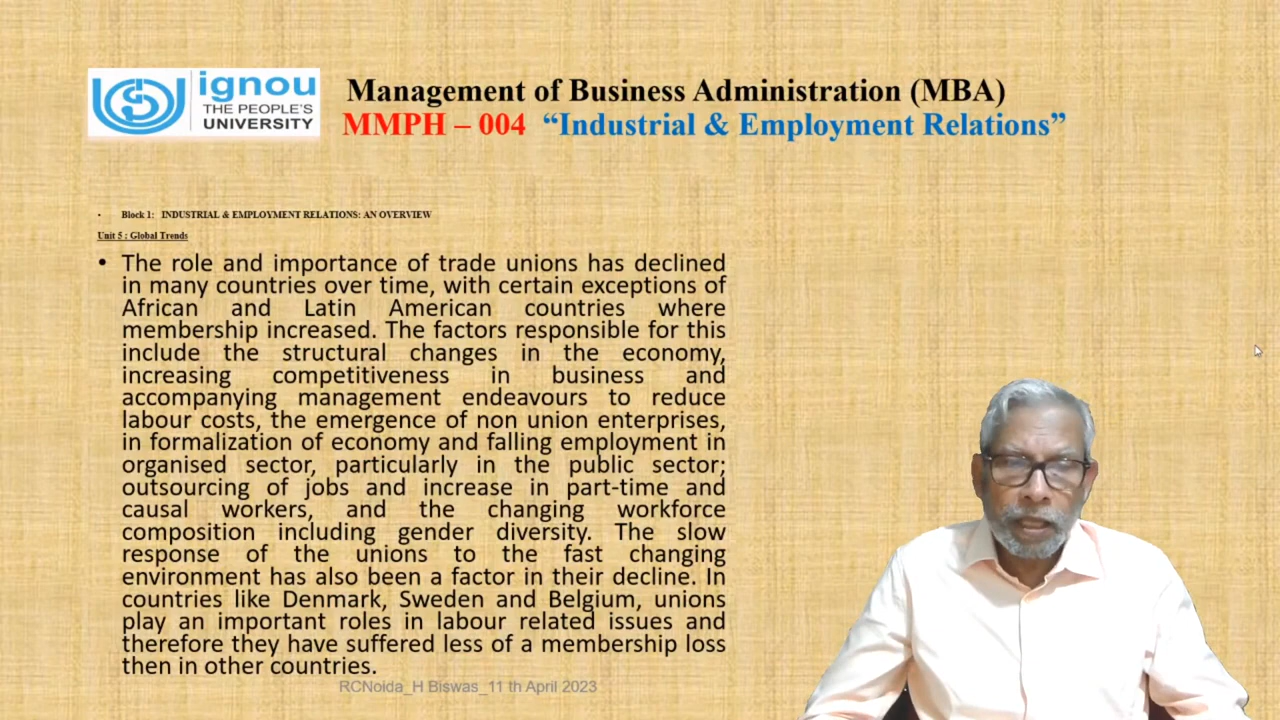 ignou
THE PEOPLE'S
UNIVERSITY
Management of Business Administration (MBA)
MMPH – 004 “Industrial & Employment Relations”
• Block 1: INDUSTRIAL & EMPLOYMENT RELATIONS: AN OVERVIEW
Unit 5 : Global Trends
• The role and importance of trade unions has declined
in many countries over time, with certain exceptions of
African and Latin American countries where
membership increased. The factors responsible for this
include the structural changes in the economy,
increasing competitiveness in business and
accompanying management endeavours to reduce
labour costs, the emergence of non union enterprises,
in formalization of economy and falling employment in
organised sector, particularly in the public sector;
outsourcing of jobs and increase in part-time and
causal workers, and the changing workforce
composition including gender diversity. The slow
response of the unions to the fast changing
environment has also been a factor in their decline. In
countries like Denmark, Sweden and Belgium, unions
play an important roles in labour related issues and
therefore they have suffered less of a membership loss
then in other countries.
RCNoida_H Biswas_11 th April 2023